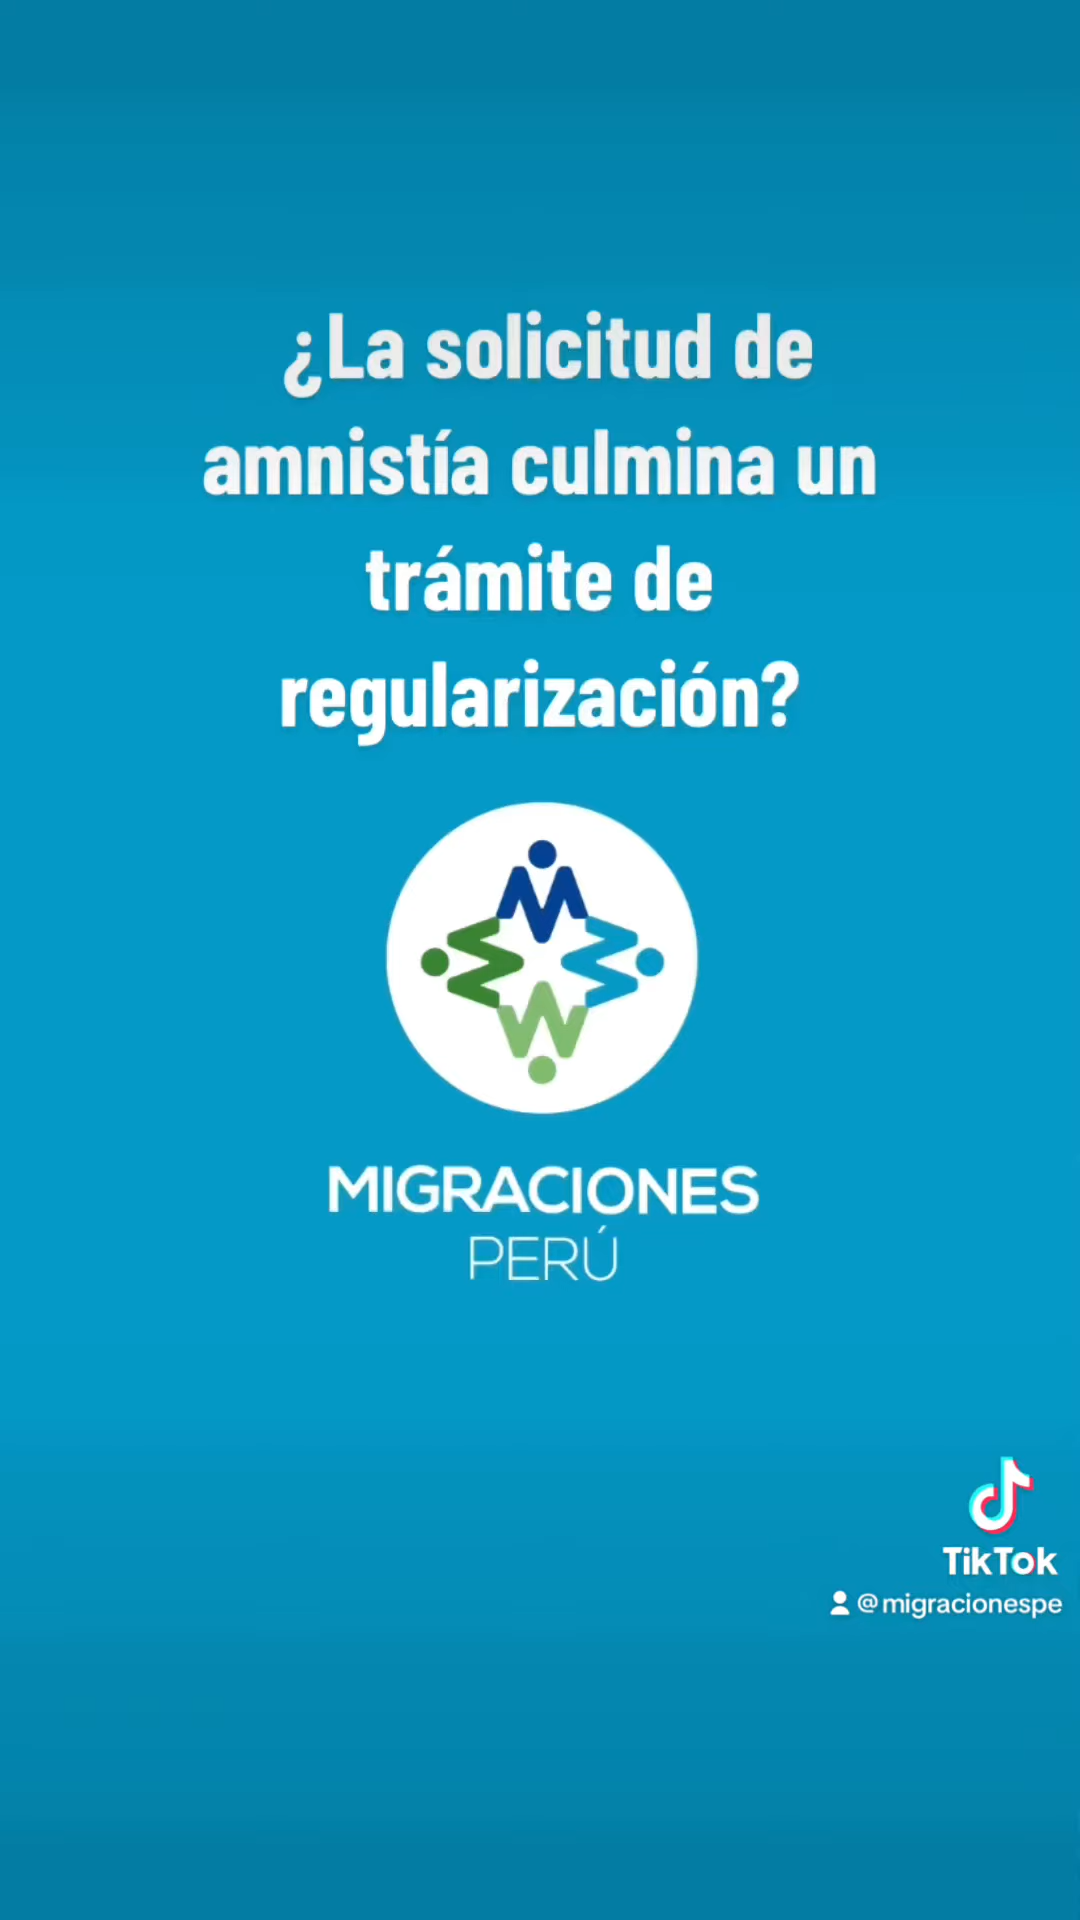 ¿La solicitud de
amnistía culmina un
trámite de
regularización?
MIGRACIONES
PERÚ
TikTok
@migracionespe